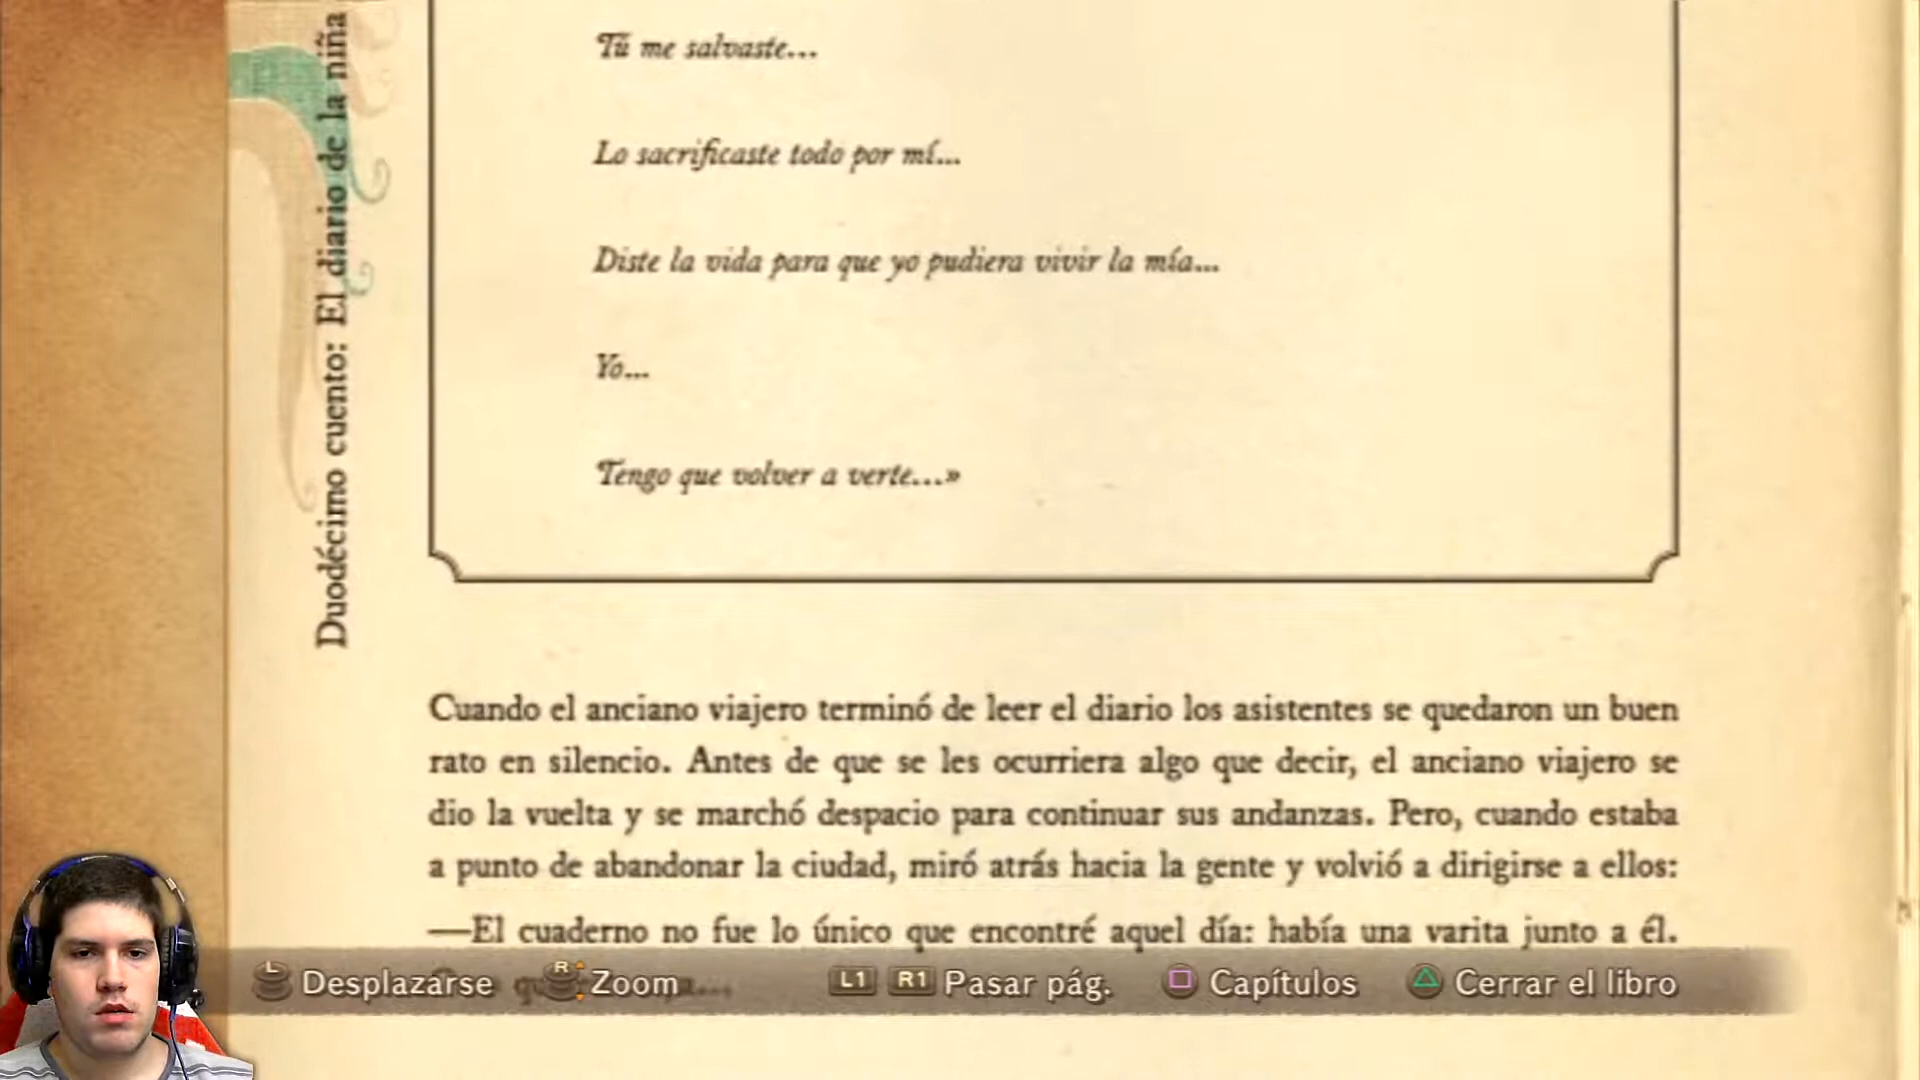 Duodécimo cuento: El diario de la niña
Tú me salvaste...
Lo sacrificaste todo por mí...
Diste la vida para que yo pudiera vivir la mía...
Yo...
Tengo que volver a verte...»
Cuando el anciano viajero terminó de leer el diario los asistentes se quedaron un buen
rato en silencio. Antes de que se les ocurriera algo que decir, el anciano viajero se
dio la vuelta y se marchó despacio para continuar sus andanzas. Pero, cuando estaba
a punto de abandonar la ciudad, miró atrás hacia la gente y volvió a dirigirse a ellos:
—El cuaderno no fue lo único que encontré aquel día: había una varita junto a él.
L Desplazarse R Zoom L1 R1 Pasar pág. Capítulos Cerrar el libro